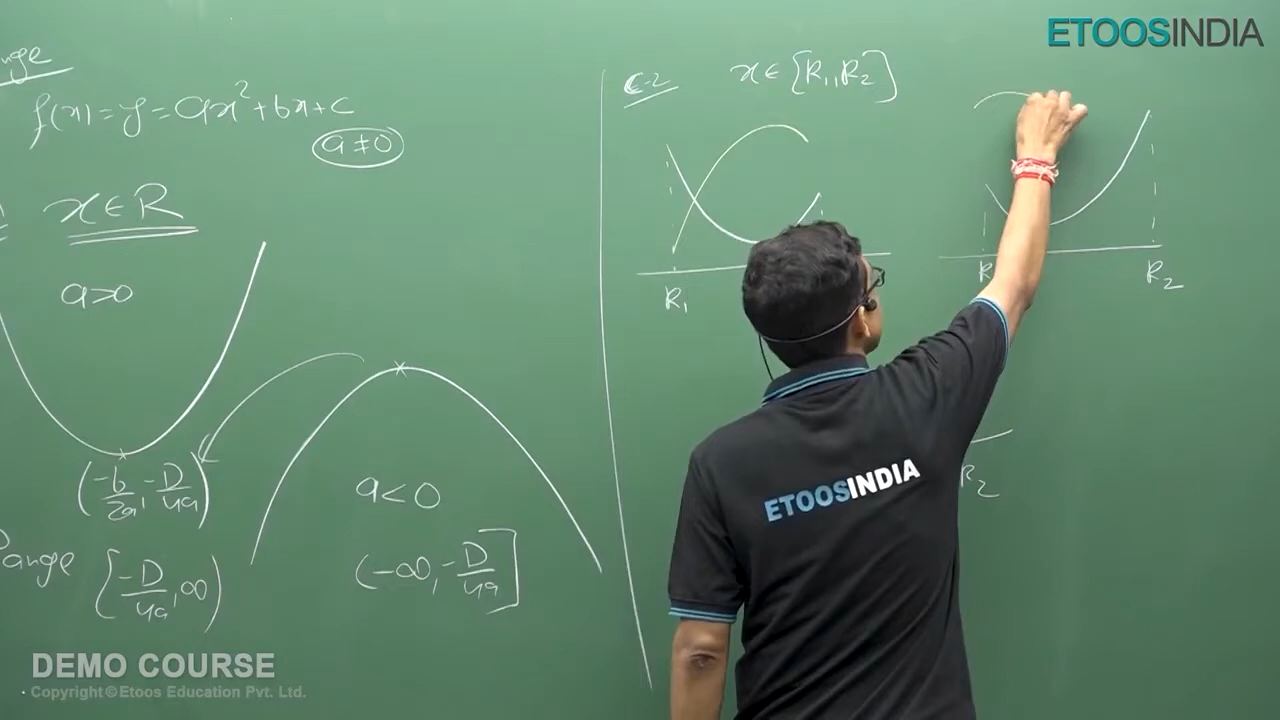 ETOOSINDIA
nge
f(x) = y = ax² + bx + c
a ≠ 0
x ∈ R
a > 0
(-b/2a, -D/4a)
Range [-D/4a, ∞)
a < 0
(-∞, -D/4a]
C-2
x ∈ [R₁, R₂]
R₁
R
R₂
R₂
ETOOSINDIA
DEMO COURSE
Copyright © Etoos Education Pvt. Ltd.